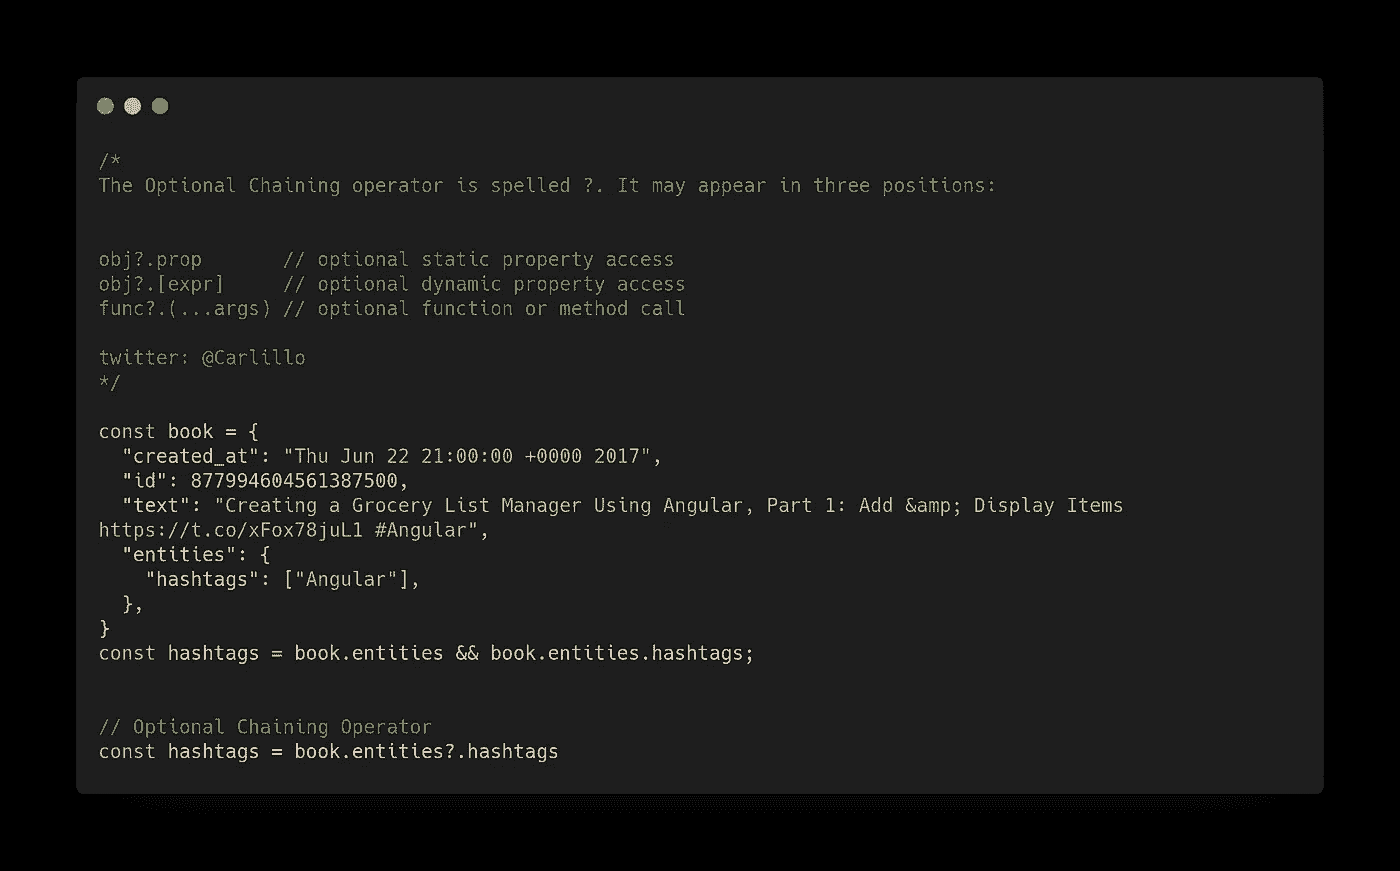 /*
The Optional Chaining operator is spelled ?. It may appear in three positions:
obj?.prop       // optional static property access
obj?.[expr]     // optional dynamic property access
func?.(...args) // optional function or method call
twitter: @Carlillo
*/
const book = {
  "created_at": "Thu Jun 22 21:00:00 +0000 2017",
  "id": 877994604561387500,
  "text": "Creating a Grocery List Manager Using Angular, Part 1: Add &amp; Display Items
https://t.co/xFox78juL1 #Angular",
  "entities": {
    "hashtags": ["Angular"],
  },
}
const hashtags = book.entities && book.entities.hashtags;
// Optional Chaining Operator
const hashtags = book.entities?.hashtags